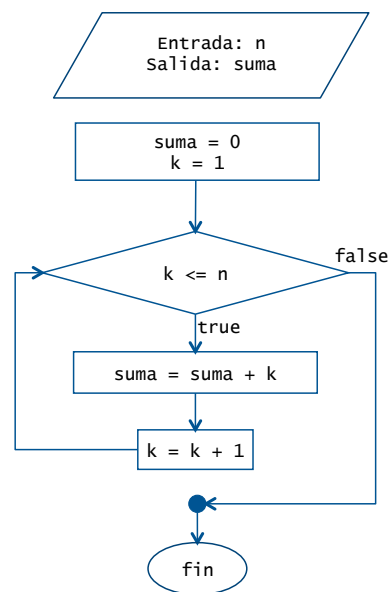 Entrada: n
Salida: suma
suma = 0
k = 1
k <= n
false
true
suma = suma + k
k = k + 1
fin